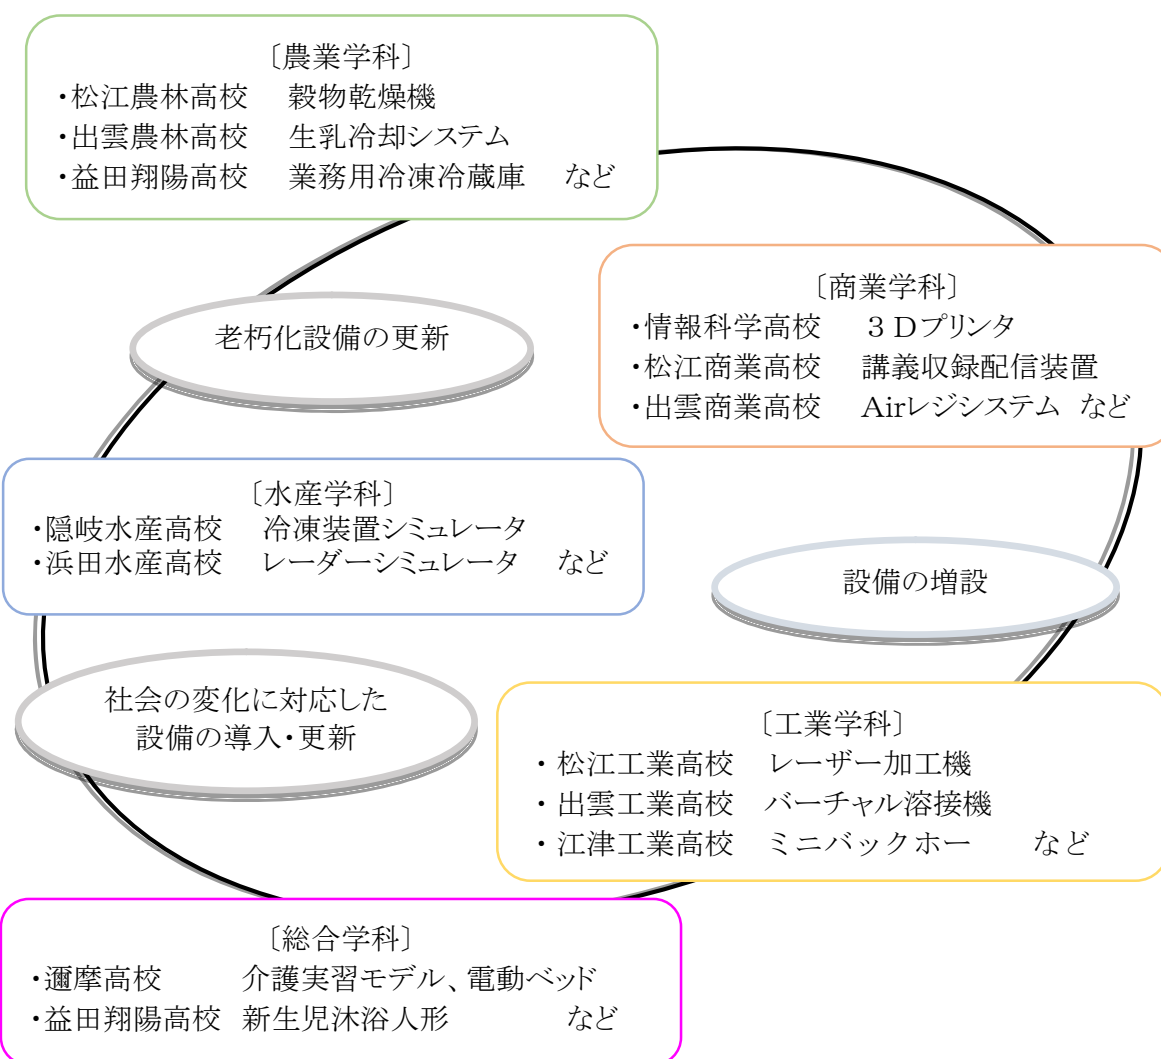 〔農業学科〕
・松江農林高校 穀物乾燥機
・出雲農林高校 生乳冷却システム
・益田翔陽高校 業務用冷凍冷蔵庫 など
〔商業学科〕
・情報科学高校 3Dプリンタ
・松江商業高校 講義収録配信装置
・出雲商業高校 Airレジシステム など
老朽化設備の更新
〔水産学科〕
・隠岐水産高校 冷凍装置シミュレータ
・浜田水産高校 レーダーシミュレータ など
設備の増設
社会の変化に対応した
設備の導入・更新
〔工業学科〕
・松江工業高校 レーザー加工機
・出雲工業高校 バーチャル溶接機
・江津工業高校 ミニバックホー など
〔総合学科〕
・邇摩高校 介護実習モデル、電動ベッド
・益田翔陽高校 新生児沐浴人形 など